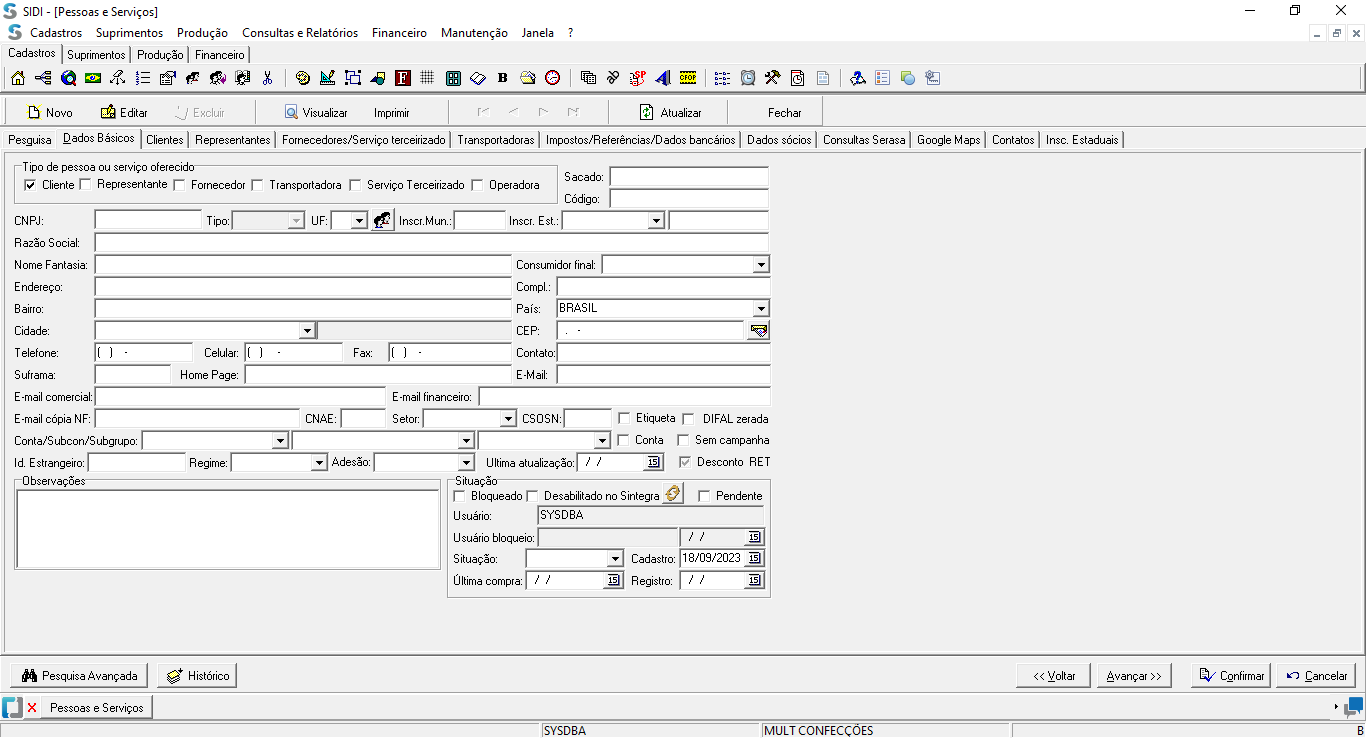 SIDI - [Pessoas e Serviços]
Cadastros Suprimentos Produção Consultas e Relatórios Financeiro Manutenção Janela ?
Cadastros Suprimentos Produção Financeiro
F B SP CFOP
Novo Editar Excluir Visualizar Imprimir Atualizar Fechar
Pesquisa Dados Básicos Clientes Representantes Fornecedores/Serviço terceirizado Transportadoras Impostos/Referências/Dados bancários Dados sócios Consultas Serasa Google Maps Contatos Insc. Estaduais
Tipo de pessoa ou serviço oferecido
Cliente Representante Fornecedor Transportadora Serviço Terceirizado Operadora
Sacado:
Código:
CNPJ: Tipo: UF: Inscr.Mun.: Inscr. Est.:
Razão Social:
Nome Fantasia: Consumidor final:
Endereço: Compl.:
Bairro: País: BRASIL
Cidade: CEP: . -
Telefone: ( ) - Celular: ( ) - Fax: ( ) - Contato:
Suframa: Home Page: E-Mail:
E-mail comercial: E-mail financeiro:
E-mail cópia NF: CNAE: Setor: CSOSN: Etiqueta DIFAL zerada
Conta/Subcon/Subgrupo: Conta Sem campanha
Id. Estrangeiro: Regime: Adesão: Ultima atualização: / / 15 Desconto RET
Observações
Situação
Bloqueado Desabilitado no Sintegra Pendente
Usuário: SYSDBA
Usuário bloqueio: / / 15
Situação: Cadastro: 18/09/2023 15
Última compra: / / 15 Registro: / / 15
Pesquisa Avançada Histórico << Voltar Avançar >> Confirmar Cancelar
Pessoas e Serviços
SYSDBA MULT CONFECÇÕES B